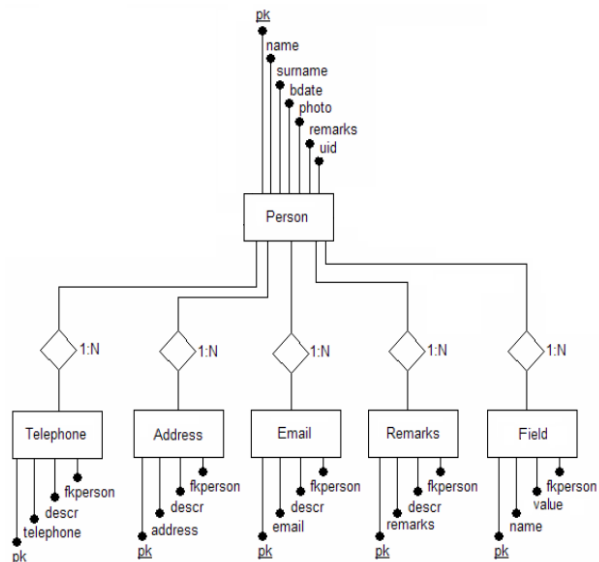 pk
name
surname
bdate
photo
remarks
uid
Person
1:N
1:N
1:N
1:N
1:N
Telephone
Address
Email
Remarks
Field
fkperson
descr
telephone
pk
fkperson
descr
address
pk
fkperson
descr
email
pk
fkperson
descr
remarks
pk
fkperson
value
name
pk